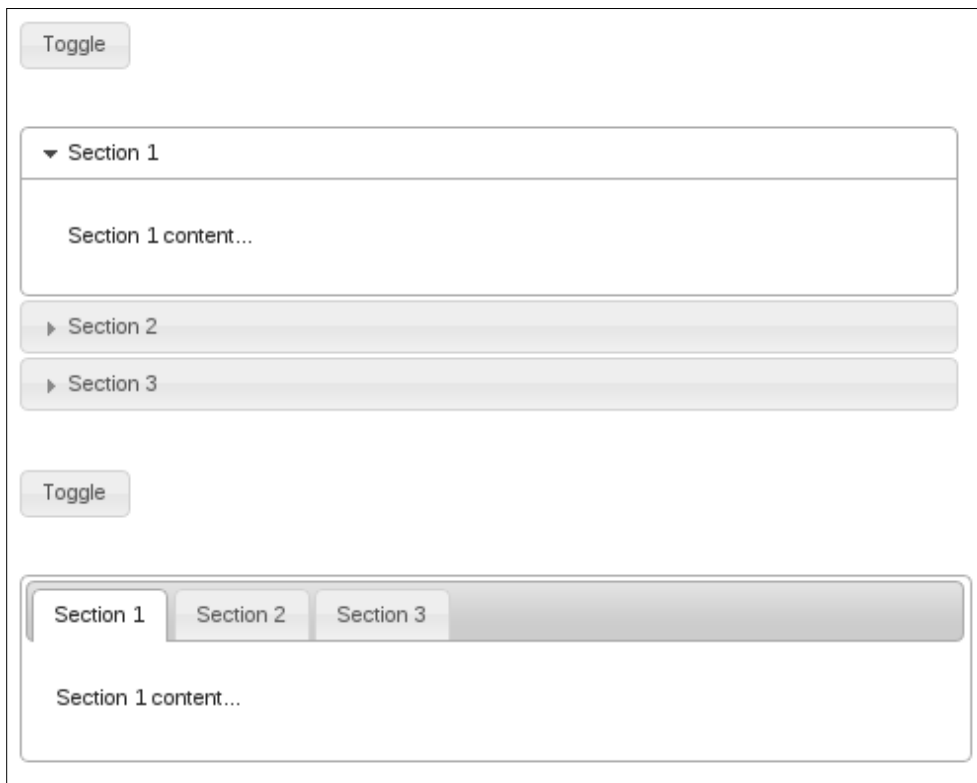 Toggle
Section 1
Section 1 content...
Section 2
Section 3
Toggle
Section 1 Section 2 Section 3
Section 1 content...